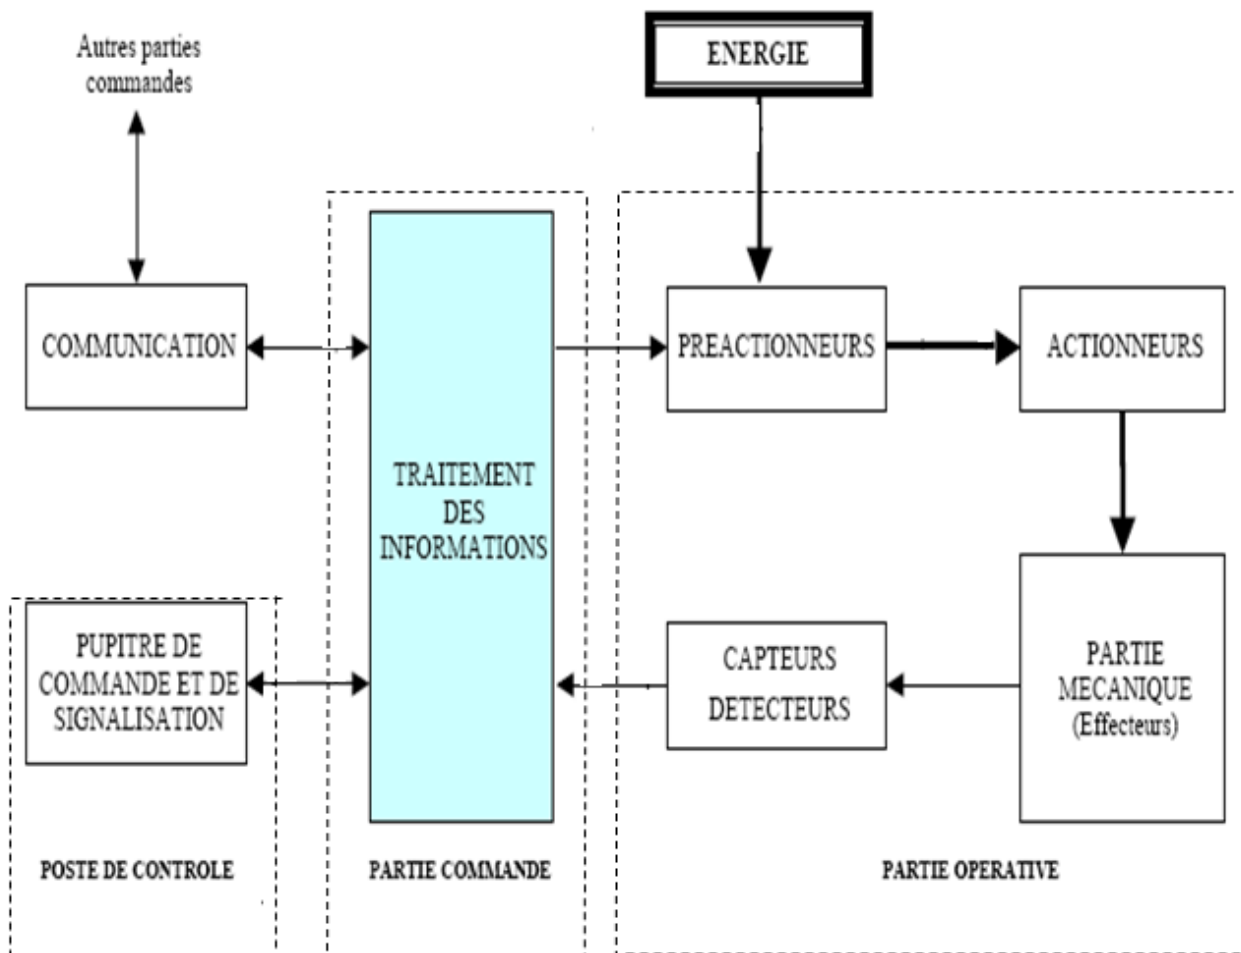 Autres parties
commandes
ENERGIE
COMMUNICATION
PREACTIONNEURS
ACTIONNEURS
TRAITEMENT
DES
INFORMATIONS
PUPITRE DE
COMMANDE ET DE
SIGNALISATION
CAPTEURS
DETECTEURS
PARTIE
MECANIQUE
(Effecteurs)
POSTE DE CONTROLE
PARTIE COMMANDE
PARTIE OPERATIVE